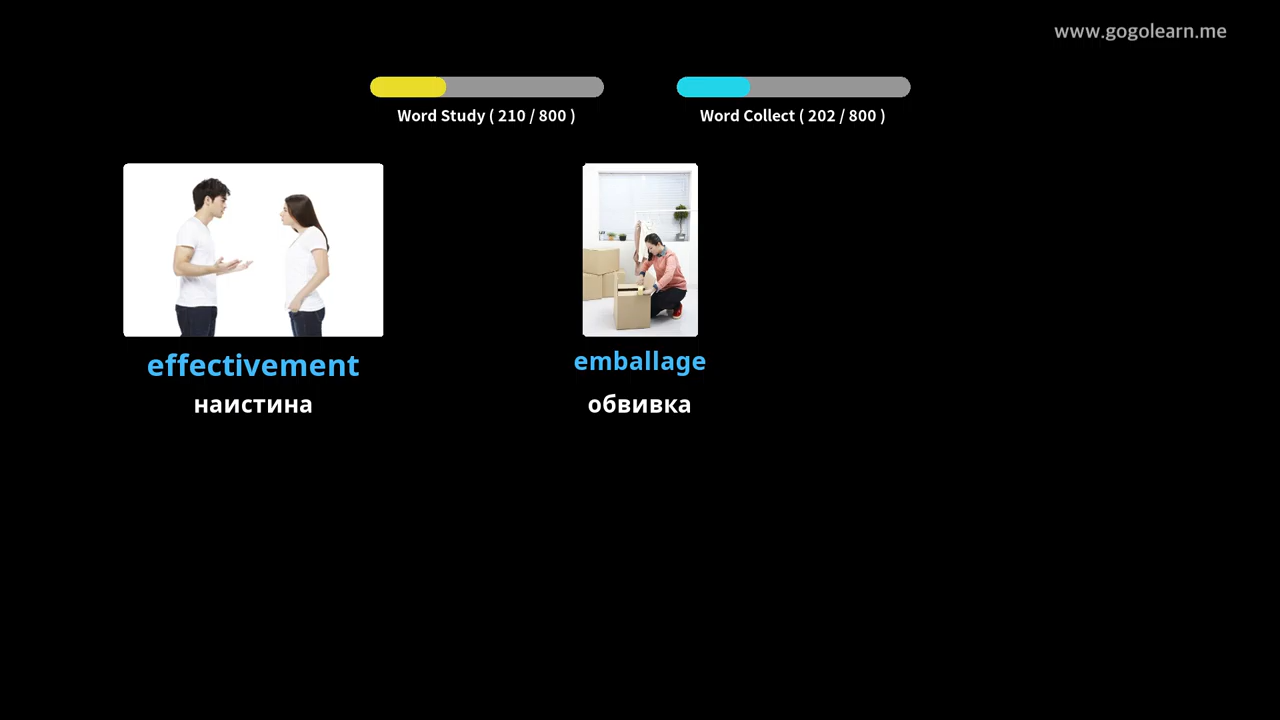 www.gogolearn.me
Word Study ( 210 / 800 )
Word Collect ( 202 / 800 )
effectivement
наистина
emballage
обвивка